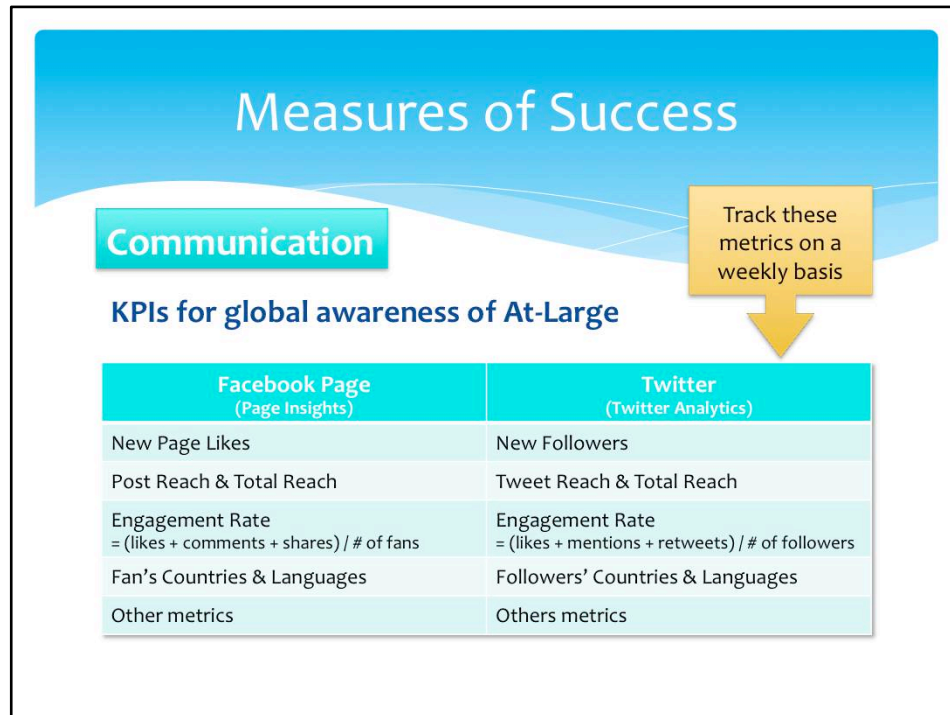 Measures of Success
Communication
Track these
metrics on a
weekly basis
KPIs for global awareness of At-Large
Facebook Page
(Page Insights)
Twitter
(Twitter Analytics)
New Page Likes
New Followers
Post Reach & Total Reach
Tweet Reach & Total Reach
Engagement Rate
= (likes + comments + shares) / # of fans
Engagement Rate
= (likes + mentions + retweets) / # of followers
Fan's Countries & Languages
Followers' Countries & Languages
Other metrics
Others metrics